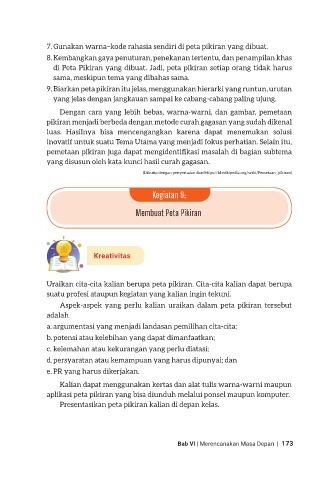 7. Gunakan warna–kode rahasia sendiri di peta pikiran yang dibuat.
8. Kembangkan gaya penuturan, penekanan tertentu, dan penampilan khas
di Peta Pikiran yang dibuat. Jadi, peta pikiran setiap orang tidak harus
sama, meskipun tema yang dibahas sama.
9. Biarkan peta pikiran itu jelas, menggunakan hierarki yang runtun, urutan
yang jelas dengan jangkauan sampai ke cabang-cabang paling ujung.
Dengan cara yang lebih bebas, warna-warni, dan gambar, pemetaan
pikiran menjadi berbeda dengan metode curah gagasan yang sudah dikenal
luas. Hasilnya bisa mencengangkan karena dapat menemukan solusi
inovatif untuk suatu Tema Utama yang menjadi fokus perhatian. Selain itu,
pemetaan pikiran juga dapat mengidentifikasi masalah di bagian subtema
yang disusun oleh kata kunci hasil curah gagasan.
(Dikutip dengan penyesuaian dari https://id.wikipedia.org/wiki/Pemetaan_pikiran)
Kegiatan 9:
Membuat Peta Pikiran
Kreativitas
Uraikan cita-cita kalian berupa peta pikiran. Cita-cita kalian dapat berupa
suatu profesi ataupun kegiatan yang kalian ingin tekuni.
Aspek-aspek yang perlu kalian uraikan dalam peta pikiran tersebut
adalah
a. argumentasi yang menjadi landasan pemilihan cita-cita;
b. potensi atau kelebihan yang dapat dimanfaatkan;
c. kelemahan atau kekurangan yang perlu diatasi;
d. persyaratan atau kemampuan yang harus dipunyai; dan
e. PR yang harus dikerjakan.
Kalian dapat menggunakan kertas dan alat tulis warna-warni maupun
aplikasi peta pikiran yang bisa diunduh melalui ponsel maupun komputer.
Presentasikan peta pikiran kalian di depan kelas.
Bab VI | Merencanakan Masa Depan | 173